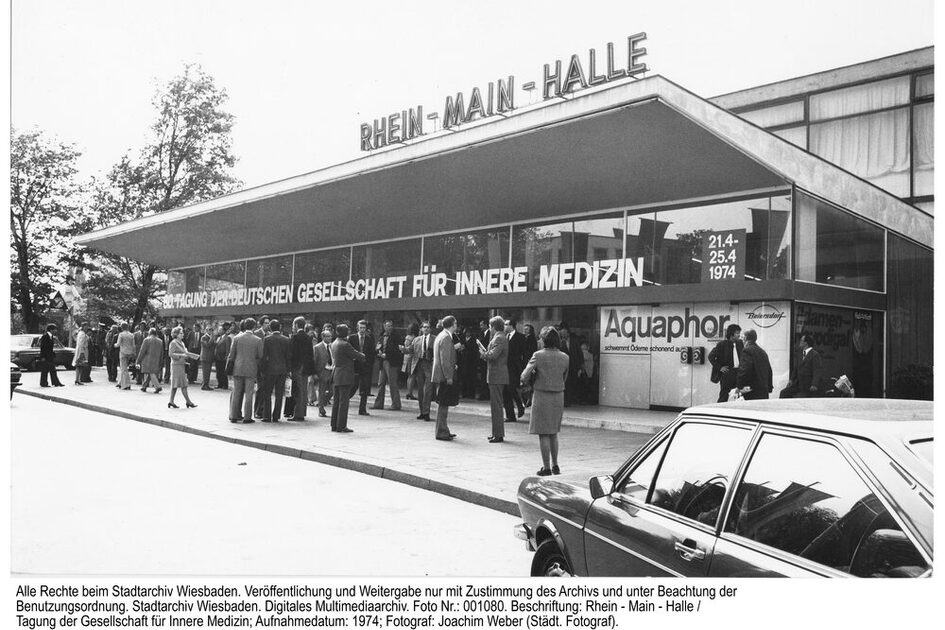 RHEIN-MAIN-HALLE
80. TAGUNG DER DEUTSCHEN GESELLSCHAFT FÜR INNERE MEDIZIN
21.4-
25.4
1974
Aquaphor
schwemmt Ödeme schonend aus
Beiersdorf
Alle Rechte beim Stadtarchiv Wiesbaden. Veröffentlichung und Weitergabe nur mit Zustimmung des Archivs und unter Beachtung der
Benutzungsordnung. Stadtarchiv Wiesbaden. Digitales Multimediaarchiv. Foto Nr.: 001080. Beschriftung: Rhein - Main - Halle /
Tagung der Gesellschaft für Innere Medizin; Aufnahmedatum: 1974; Fotograf: Joachim Weber (Städt. Fotograf).